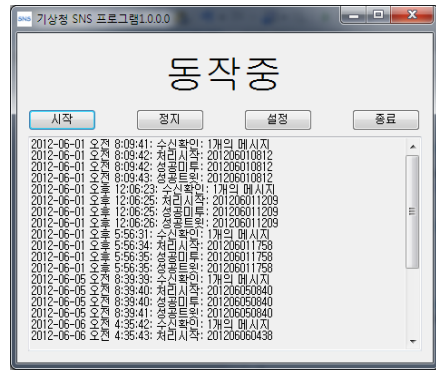 SNS 기상청 SNS 프로그램1.0.0.0
동작중
시작 정지 설정 종료
2012-06-01 오전 8:09:41: 수신확인: 1개의 메시지
2012-06-01 오전 8:09:42: 처리시작: 201206010812
2012-06-01 오전 8:09:42: 성공미투: 201206010812
2012-06-01 오전 8:09:43: 성공트윗: 201206010812
2012-06-01 오후 12:06:23: 수신확인: 1개의 메시지
2012-06-01 오후 12:06:25: 처리시작: 201206011209
2012-06-01 오후 12:06:25: 성공미투: 201206011209
2012-06-01 오후 12:06:26: 성공트윗: 201206011209
2012-06-01 오후 5:56:31: 수신확인: 1개의 메시지
2012-06-01 오후 5:56:34: 처리시작: 201206011758
2012-06-01 오후 5:56:35: 성공미투: 201206011758
2012-06-01 오후 5:56:35: 성공트윗: 201206011758
2012-06-05 오전 8:39:39: 수신확인: 1개의 메시지
2012-06-05 오전 8:39:40: 처리시작: 201206050840
2012-06-05 오전 8:39:40: 성공미투: 201206050840
2012-06-05 오전 8:39:41: 성공트윗: 201206050840
2012-06-06 오전 4:35:42: 수신확인: 1개의 메시지
2012-06-06 오전 4:35:43: 처리시작: 201206060438